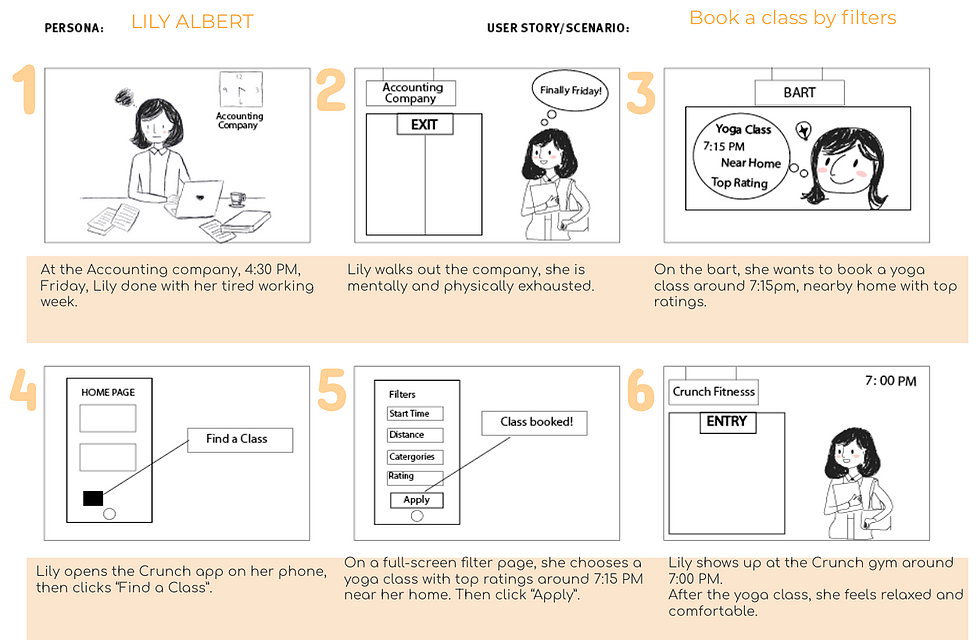 PERSONA:
LILY ALBERT
USER STORY/SCENARIO:
Book a class by filters
1
12
Accounting
Company
At the Accounting company, 4:30 PM,
Friday, Lily done with her tired working
week.
2
Accounting
Company
EXIT
Finally Friday!
Lily walks out the company, she is
mentally and physically exhausted.
3
BART
Yoga Class
7:15 PM
Near Home
Top Rating
On the bart, she wants to book a yoga
class around 7:15pm, nearby home with top
ratings.
4
HOME PAGE
Find a Class
Lily opens the Crunch app on her phone,
then clicks “Find a Class”.
5
Filters
Start Time
Distance
Catergories
Rating
Apply
Class booked!
On a full-screen filter page, she chooses a
yoga class with top ratings around 7:15 PM
near her home. Then click “Apply”.
6
Crunch Fitnesss
ENTRY
7:00 PM
Lily shows up at the Crunch gym around
7:00 PM.
After the yoga class, she feels relaxed and
comfortable.